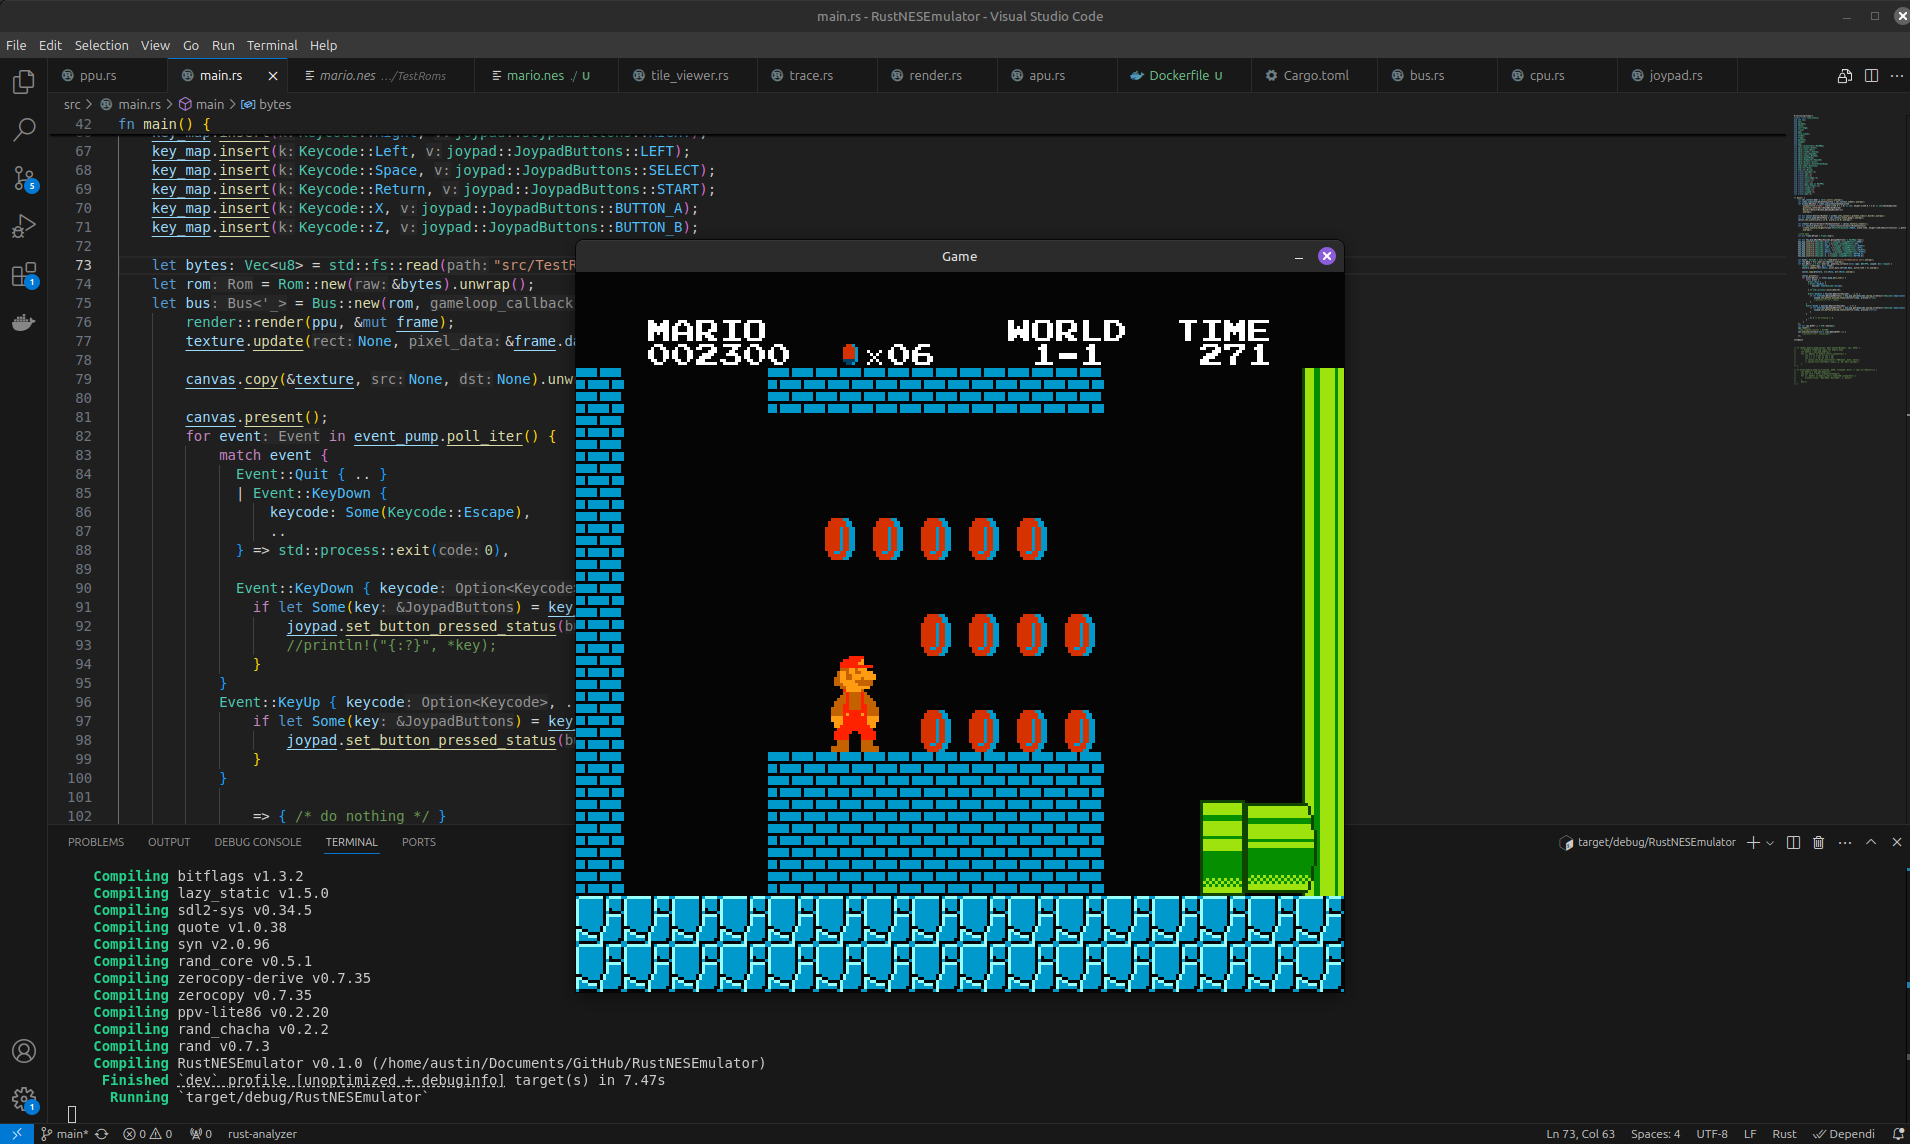 main.rs - RustNESEmulator - Visual Studio Code
File Edit Selection View Go Run Terminal Help
ppu.rs main.rs mario.nes .../TestRoms mario.nes ./ U tile_viewer.rs trace.rs render.rs apu.rs Dockerfile U Cargo.toml bus.rs cpu.rs joypad.rs
src > main.rs > main > bytes
42 fn main() {
67 key_map.insert(k: Keycode::Left, v: joypad::JoypadButtons::LEFT);
68 key_map.insert(k: Keycode::Space, v: joypad::JoypadButtons::SELECT);
69 key_map.insert(k: Keycode::Return, v: joypad::JoypadButtons::START);
70 key_map.insert(k: Keycode::X, v: joypad::JoypadButtons::BUTTON_A);
71 key_map.insert(k: Keycode::Z, v: joypad::JoypadButtons::BUTTON_B);
72
73 let bytes: Vec<u8> = std::fs::read(path: "src/TestR
74 let rom: Rom = Rom::new(raw: &bytes).unwrap();
75 let bus: Bus<'_> = Bus::new(rom, gameloop_callback
76 render::render(ppu, &mut frame);
77 texture.update(rect: None, pixel_data: &frame.da
78
79 canvas.copy(&texture, src: None, dst: None).unw
80
81 canvas.present();
82 for event: Event in event_pump.poll_iter() {
83 match event {
84 Event::Quit { .. }
85 | Event::KeyDown {
86 keycode: Some(Keycode::Escape),
87 ..
88 } => std::process::exit(code: 0),
89
90 Event::KeyDown { keycode: Option<Keycode>
91 if let Some(key: &JoypadButtons) = key
92 joypad.set_button_pressed_status(b
93 //println!("{:?}", *key);
94 }
95 }
96 Event::KeyUp { keycode: Option<Keycode>, .
97 if let Some(key: &JoypadButtons) = key
98 joypad.set_button_pressed_status(b
99 }
100 }
101
102 => { /* do nothing */ }
Game
MARIO WORLD TIME
002300 ×06 1-1 271
PROBLEMS OUTPUT DEBUG CONSOLE TERMINAL PORTS target/debug/RustNESEmulator
Compiling bitflags v1.3.2
Compiling lazy_static v1.5.0
Compiling sdl2-sys v0.34.5
Compiling quote v1.0.38
Compiling syn v2.0.96
Compiling rand_core v0.5.1
Compiling zerocopy-derive v0.7.35
Compiling zerocopy v0.7.35
Compiling ppv-lite86 v0.2.20
Compiling rand_chacha v0.2.2
Compiling rand v0.7.3
Compiling RustNESEmulator v0.1.0 (/home/austin/Documents/GitHub/RustNESEmulator)
Finished `dev` profile [unoptimized + debuginfo] target(s) in 7.47s
Running `target/debug/RustNESEmulator`
main* 0 0 0 rust-analyzer Ln 73, Col 63 Spaces: 4 UTF-8 LF Rust Dependi